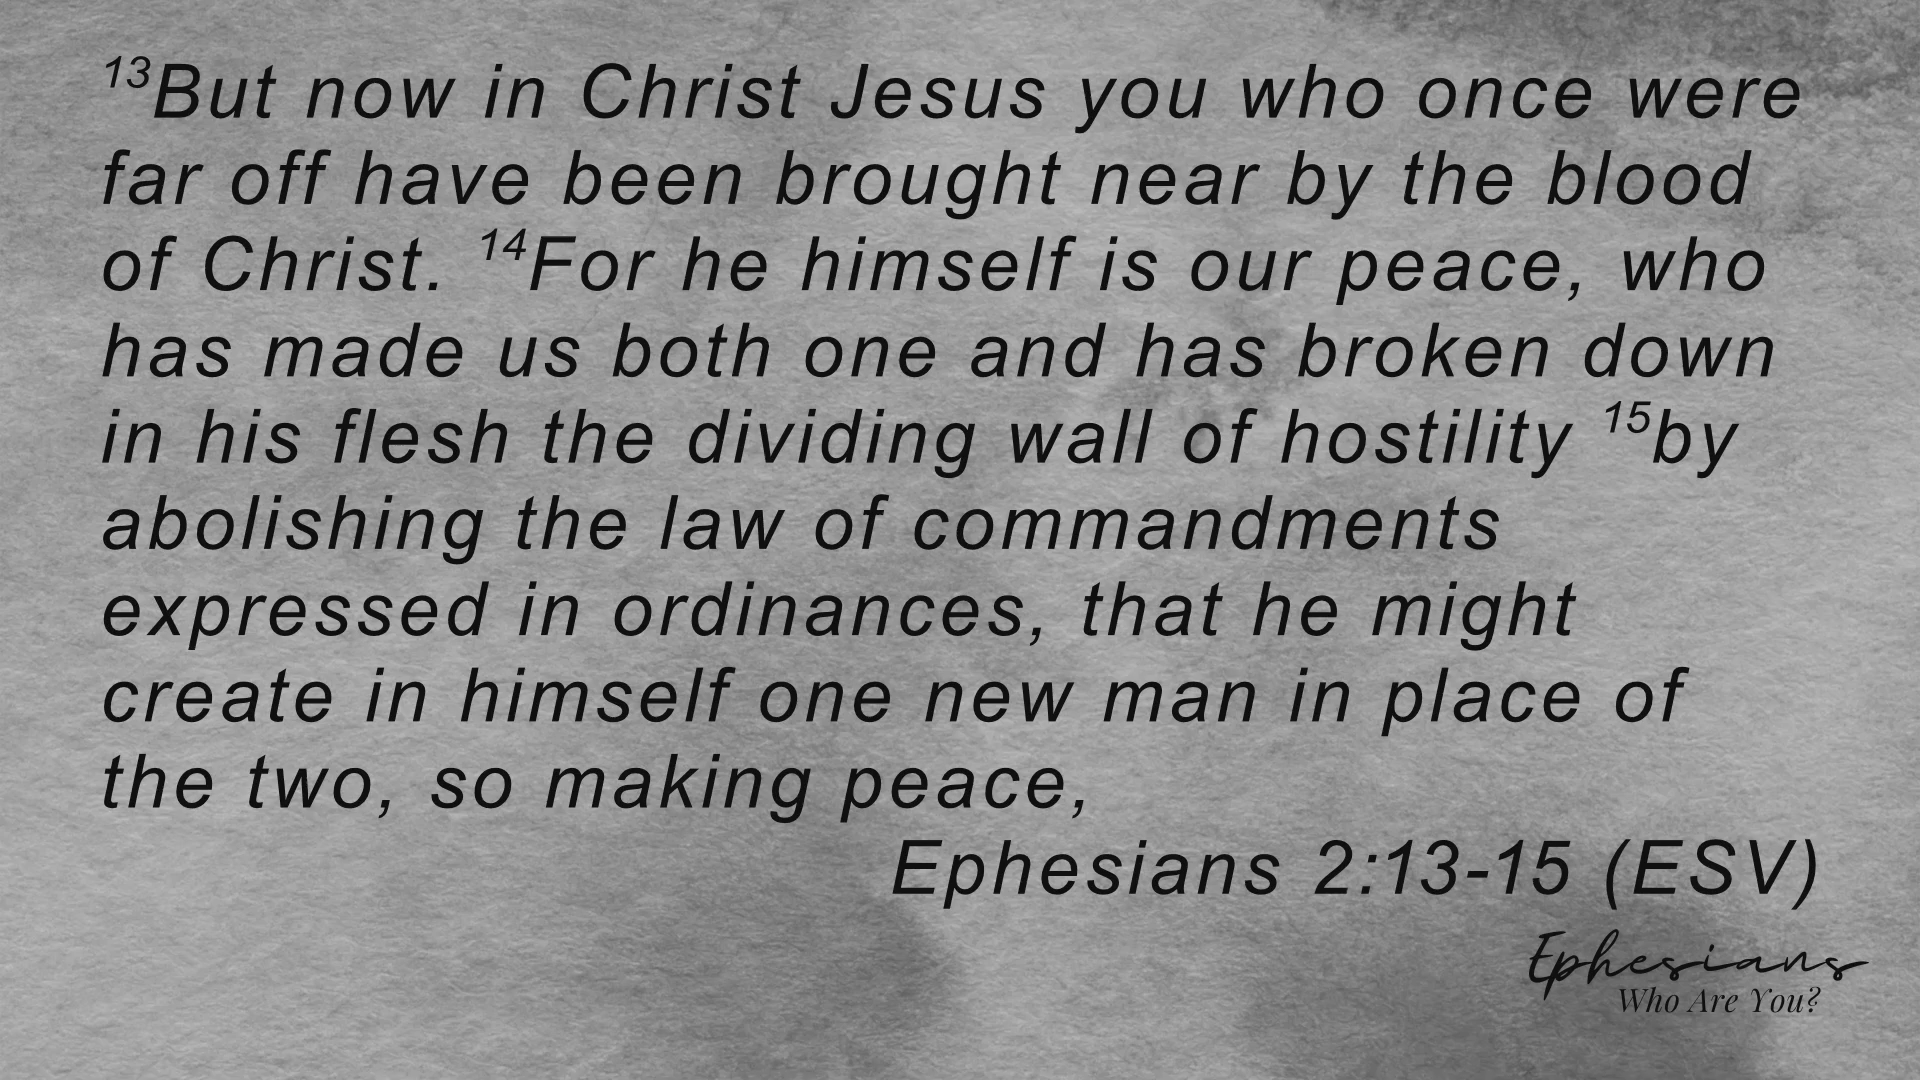 ¹³But now in Christ Jesus you who once were
far off have been brought near by the blood
of Christ. ¹⁴For he himself is our peace, who
has made us both one and has broken down
in his flesh the dividing wall of hostility ¹⁵by
abolishing the law of commandments
expressed in ordinances, that he might
create in himself one new man in place of
the two, so making peace,
Ephesians 2:13-15 (ESV)
Ephesians
Who Are You?